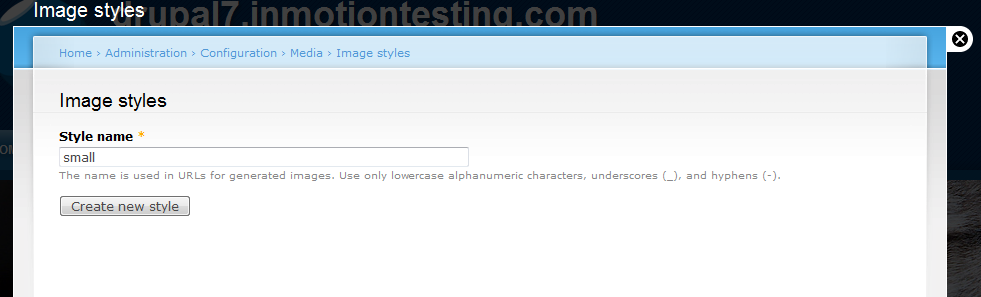 Image styles
drupal7.inmotiontesting.com
Home › Administration › Configuration › Media › Image styles
Image styles
Style name *
small
The name is used in URLs for generated images. Use only lowercase alphanumeric characters, underscores (_), and hyphens (-).
Create new style